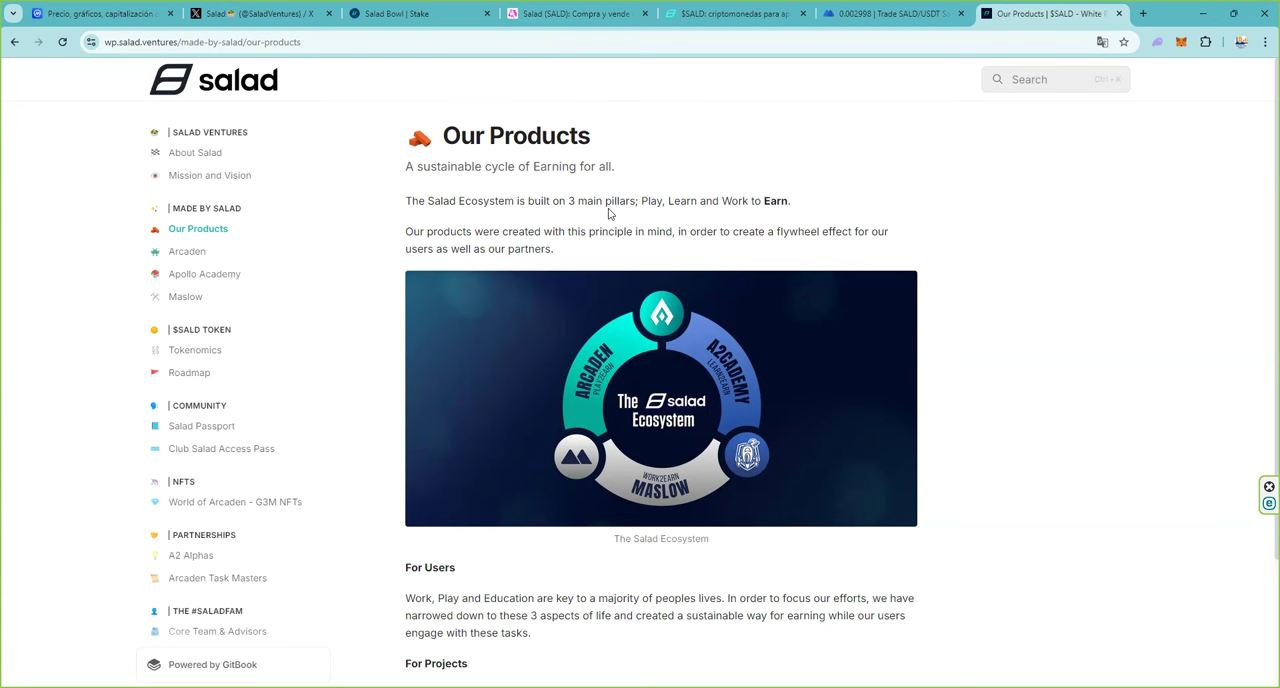 Precio, gráficos, capitalización
Salad 🥗 (@SaladVentures) / X
Salad Bowl | Stake
Salad (SALD): Compra y vende
$SALD: criptomonedas para ap
0.002998 | Trade SALD/USDT S
Our Products | $SALD - White P
wp.salad.ventures/made-by-salad/our-products
salad
Search
Ctrl + K
| SALAD VENTURES
About Salad
Mission and Vision
| MADE BY SALAD
Our Products
Arcaden
Apollo Academy
Maslow
| $SALD TOKEN
Tokenomics
Roadmap
| COMMUNITY
Salad Passport
Club Salad Access Pass
| NFTS
World of Arcaden - G3M NFTs
| PARTNERSHIPS
A2 Alphas
Arcaden Task Masters
| THE #SALADFAM
Core Team & Advisors
Powered by GitBook
Our Products
A sustainable cycle of Earning for all.
The Salad Ecosystem is built on 3 main pillars; Play, Learn and Work to Earn.
Our products were created with this principle in mind, in order to create a flywheel effect for our
users as well as our partners.
ARCADEN
PLAY2EARN
A2CADEMY
LEARN2EARN
The salad
Ecosystem
WORK2EARN
MASLOW
The Salad Ecosystem
For Users
Work, Play and Education are key to a majority of peoples lives. In order to focus our efforts, we have
narrowed down to these 3 aspects of life and created a sustainable way for earning while our users
engage with these tasks.
For Projects